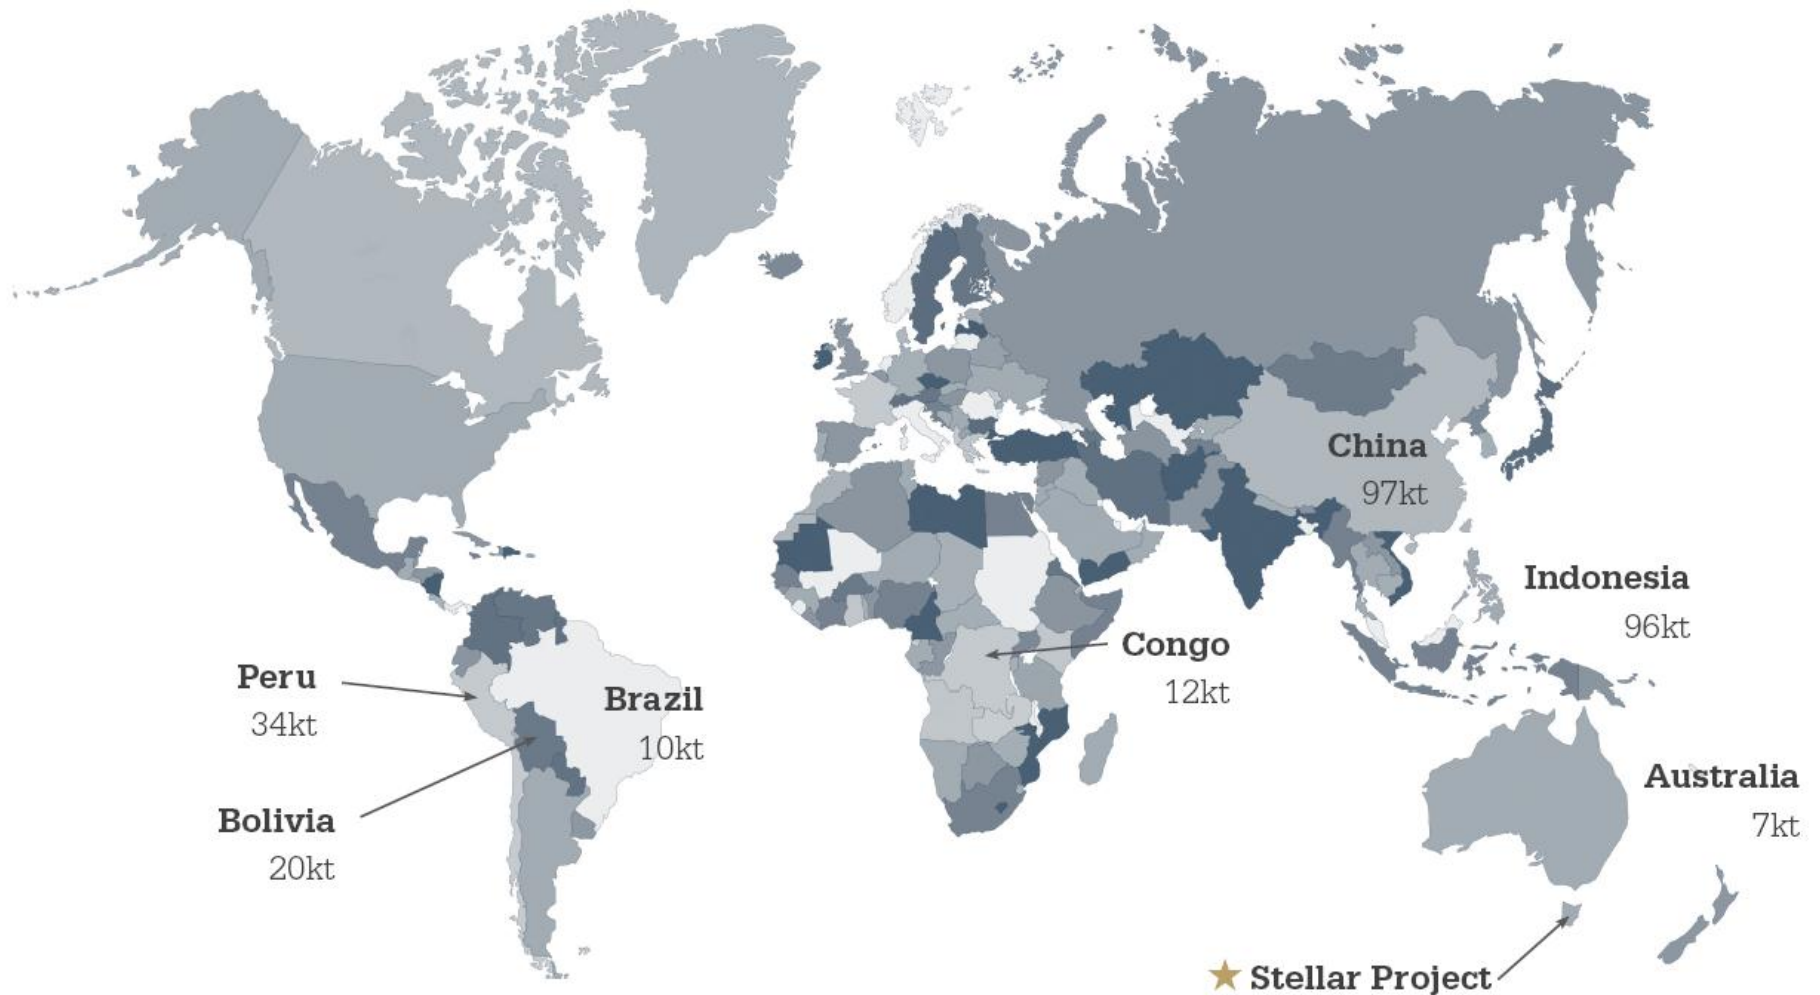 China
97kt
Indonesia
96kt
Congo
12kt
Peru
34kt
Brazil
10kt
Bolivia
20kt
Australia
7kt
Stellar Project